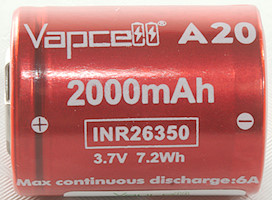 Vapcell A20
2000mAh
+ INR26350 -
3.7V 7.2Wh
Max continuous discharge:6A